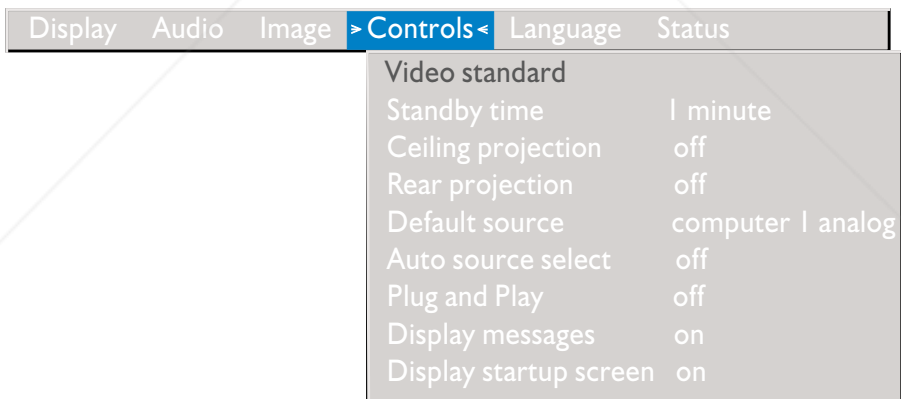 Display Audio Image >Controls< Language Status
Video standard
Standby time 1 minute
Ceiling projection off
Rear projection off
Default source computer 1 analog
Auto source select off
Plug and Play off
Display messages on
Display startup screen on